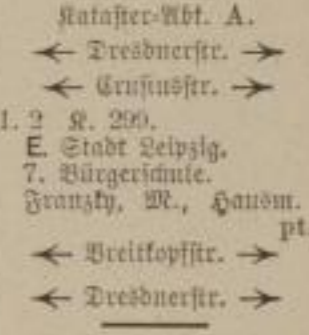 Kataster-Abt. A.
← Dresdnerstr. →
← Crusiusstr. →
1. 2 K. 299.
E. Stadt Leipzig.
7. Bürgerschule.
Franzky, M., Hausm.
pt
← Breitkopfstr. →
← Dresdnerstr. →